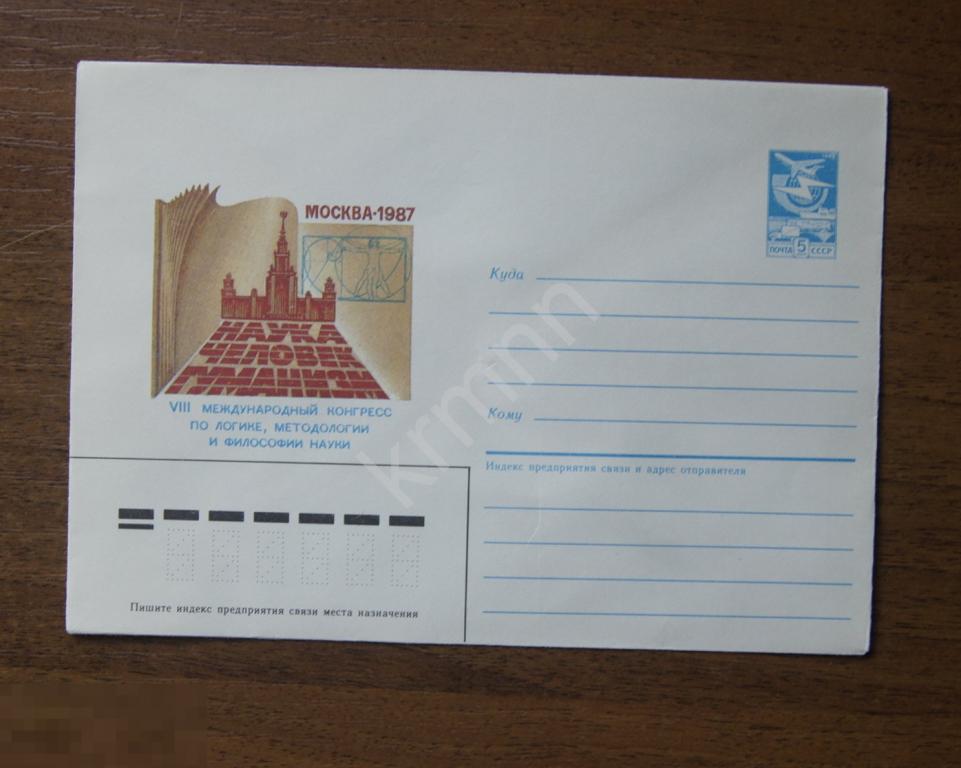 МОСКВА·1987
НАУКА
ЧЕЛОВЕК
ГУМАНИЗМ
VIII МЕЖДУНАРОДНЫЙ КОНГРЕСС
ПО ЛОГИКЕ, МЕТОДОЛОГИИ
И ФИЛОСОФИИ НАУКИ
ПОЧТА 5 СССР
Куда
Кому
Индекс предприятия связи и адрес отправителя
Пишите индекс предприятия связи места назначения
krmnn